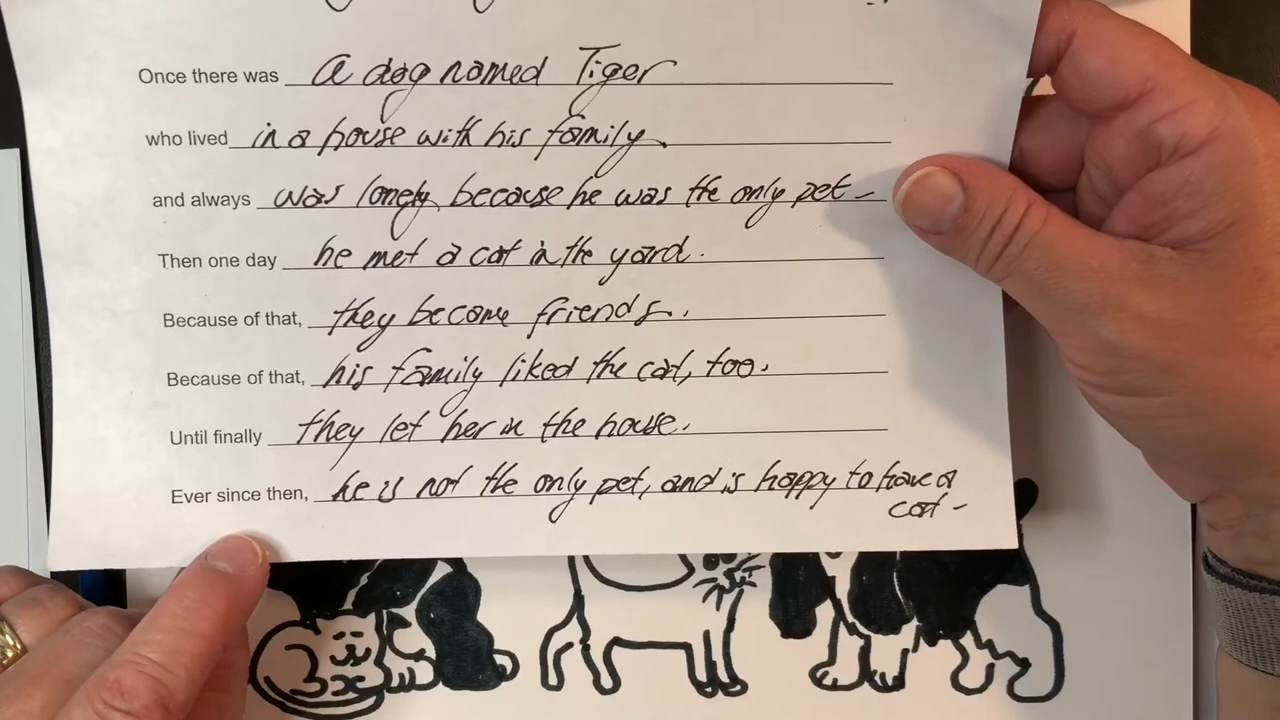 Once there was a dog named Tiger
who lived in a house with his family.
and always was lonely because he was the only pet.
Then one day he met a cat in the yard.
Because of that, they became friends.
Because of that, his family liked the cat, too.
Until finally they let her in the house.
Ever since then, he is not the only pet, and is happy to have a
cat.